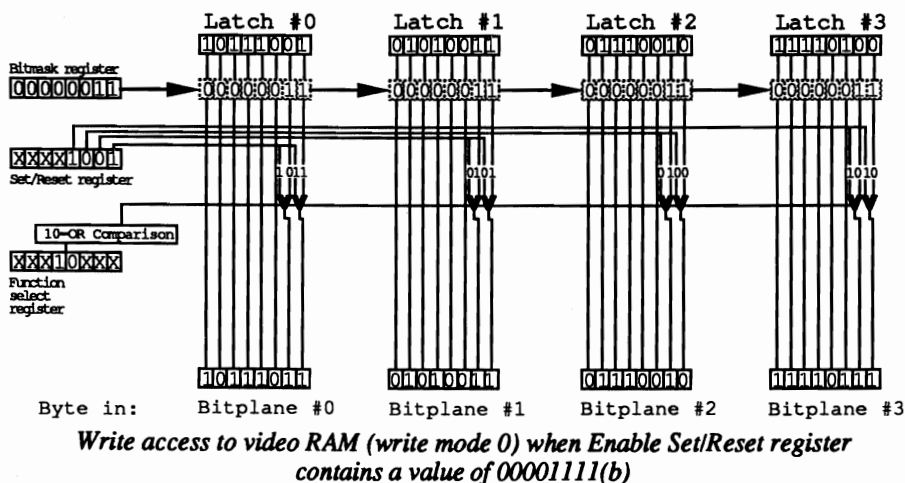 Latch #0 Latch #1 Latch #2 Latch #3
10111001 01010011 01110010 11110100
Bitmask register
00000011 00000011 00000011 00000011 00000011
XXXX1001
Set/Reset register
1 011 0101 0100 1010
10-OR Comparison
XXX10XXX
Function
select
register
10111011 01010011 01110010 11110111
Byte in: Bitplane #0 Bitplane #1 Bitplane #2 Bitplane #3
Write access to video RAM (write mode 0) when Enable Set/Reset register
contains a value of 00001111(b)